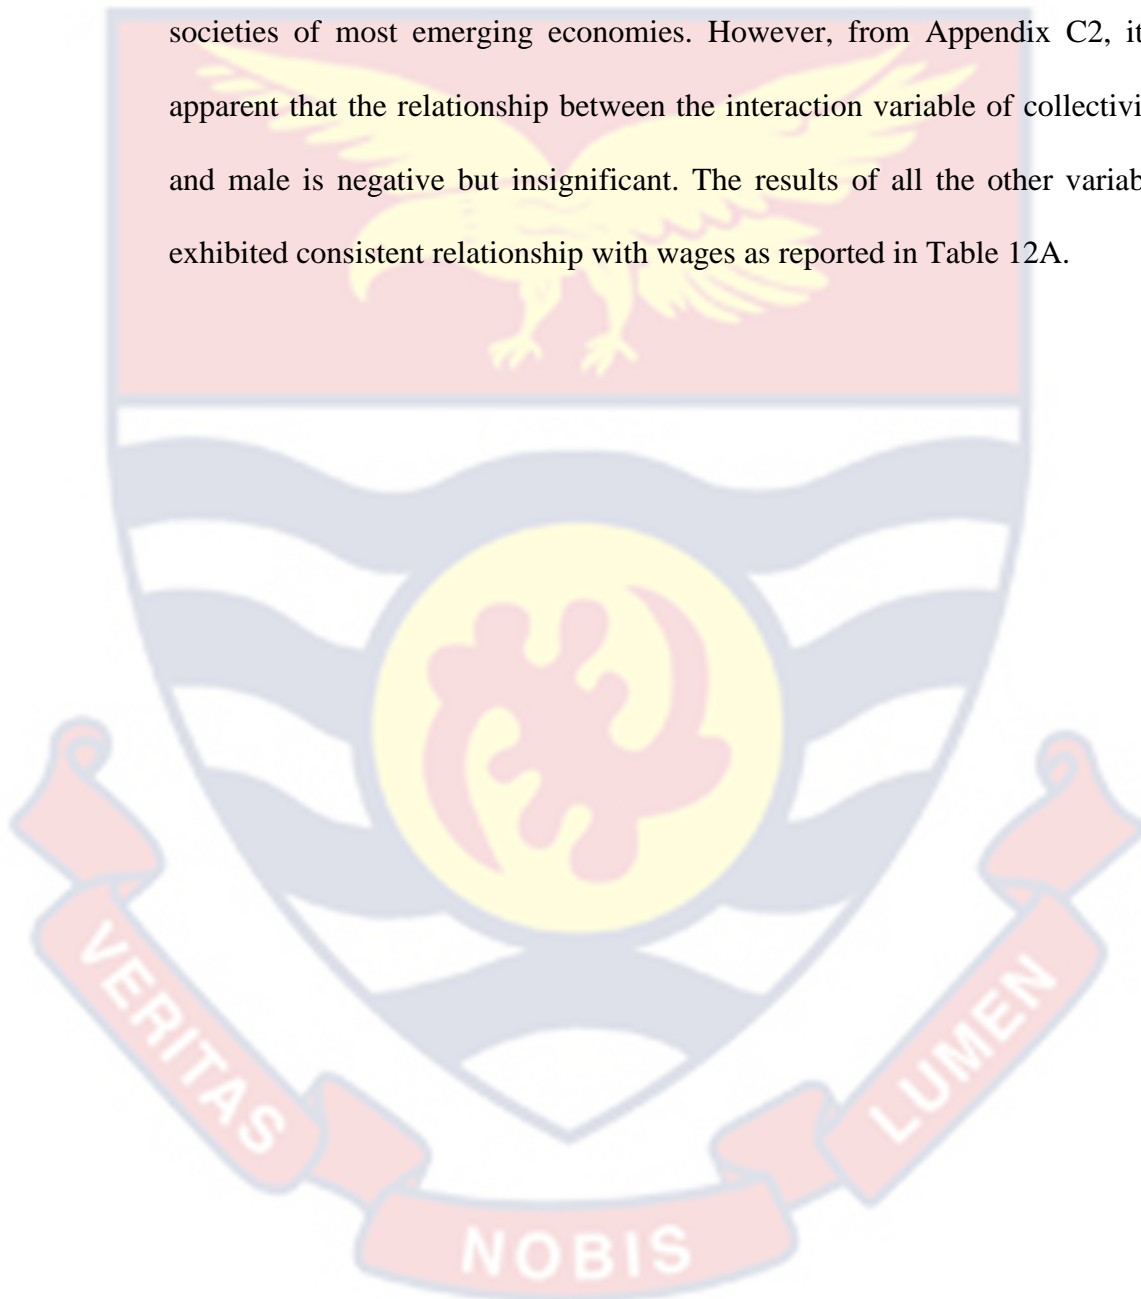 societies of most emerging economies. However, from Appendix C2, it
apparent that the relationship between the interaction variable of collectivi
and male is negative but insignificant. The results of all the other variab
exhibited consistent relationship with wages as reported in Table 12A.
VERITAS
NOBIS
LUMEN